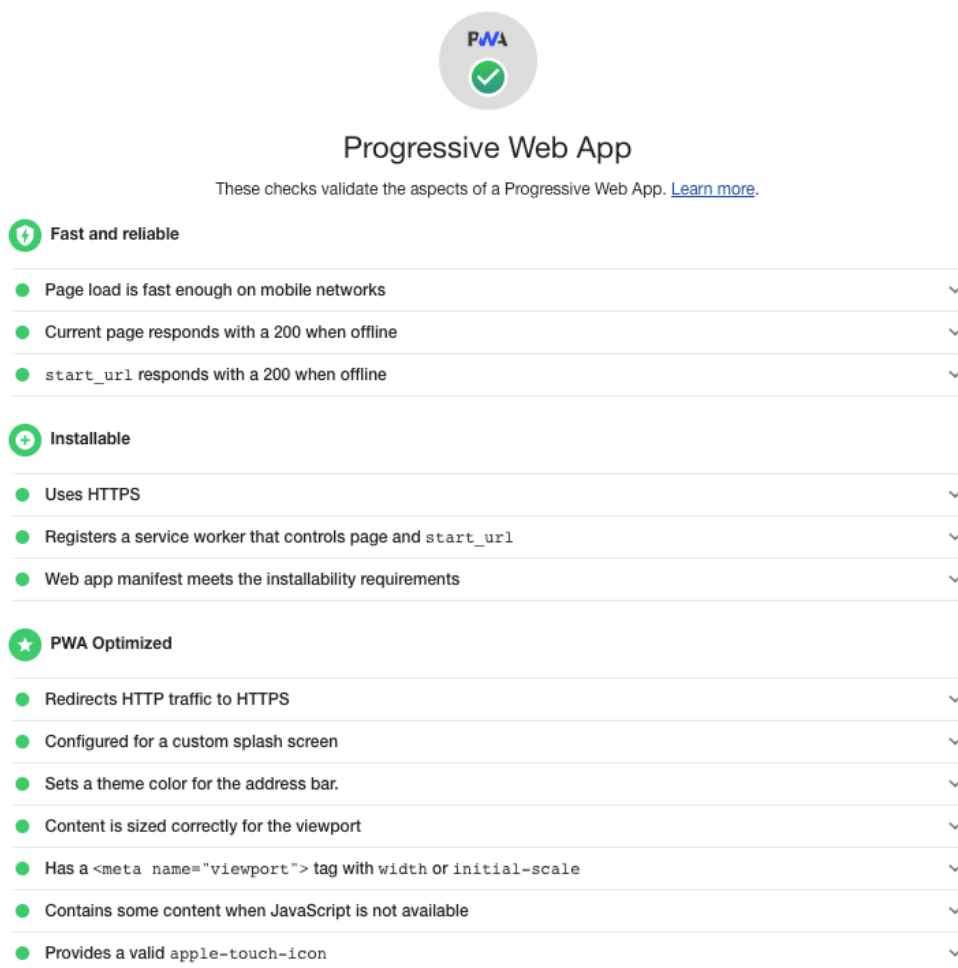 PWA
Progressive Web App
These checks validate the aspects of a Progressive Web App. Learn more.
Fast and reliable
Page load is fast enough on mobile networks
Current page responds with a 200 when offline
start_url responds with a 200 when offline
Installable
Uses HTTPS
Registers a service worker that controls page and start_url
Web app manifest meets the installability requirements
PWA Optimized
Redirects HTTP traffic to HTTPS
Configured for a custom splash screen
Sets a theme color for the address bar.
Content is sized correctly for the viewport
Has a <meta name="viewport"> tag with width or initial-scale
Contains some content when JavaScript is not available
Provides a valid apple-touch-icon